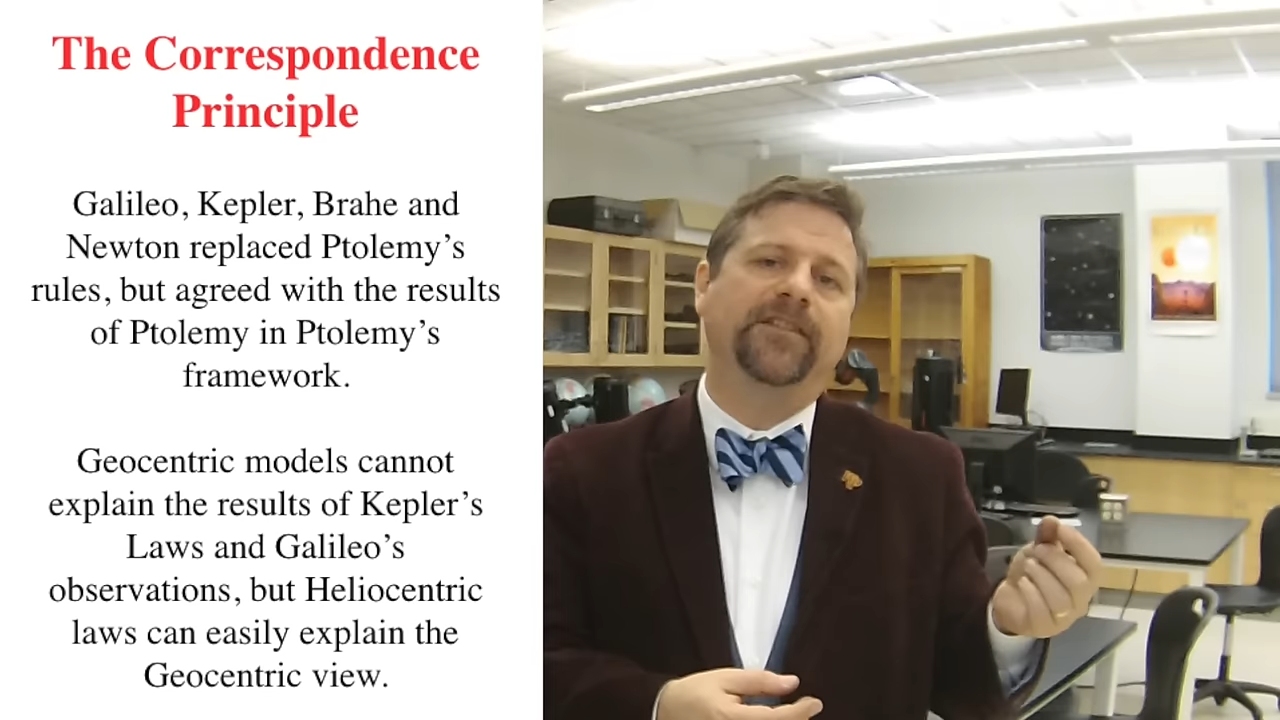 The Correspondence
Principle
Galileo, Kepler, Brahe and
Newton replaced Ptolemy’s
rules, but agreed with the results
of Ptolemy in Ptolemy’s
framework.
Geocentric models cannot
explain the results of Kepler’s
Laws and Galileo’s
observations, but Heliocentric
laws can easily explain the
Geocentric view.